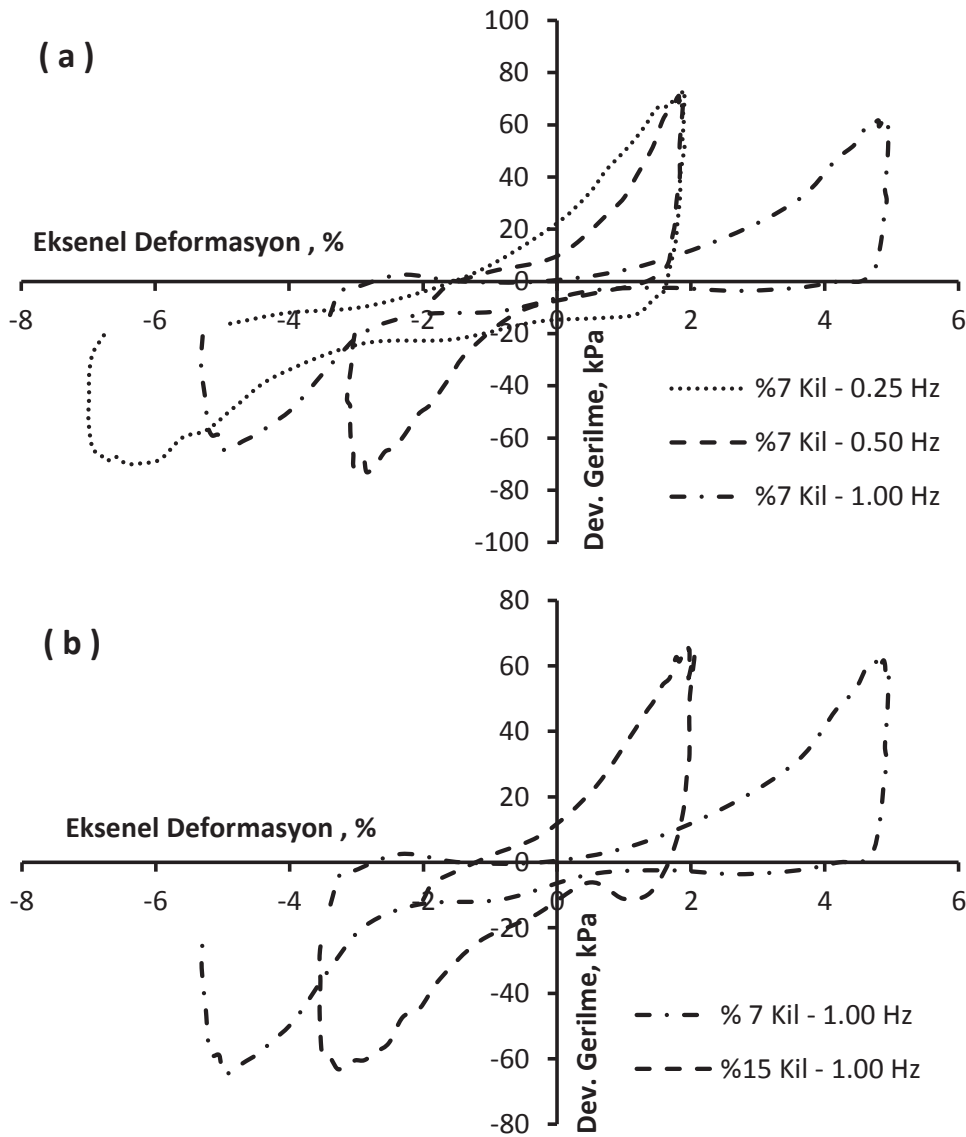 ( a )
100
80
60
40
20
0
-20
-40
-60
-80
-100
-8 -6 -4 -2 0 2 4 6
Eksenel Deformasyon , %
Dev. Gerilme, kPa
%7 Kil - 0.25 Hz
%7 Kil - 0.50 Hz
%7 Kil - 1.00 Hz
( b )
80
60
40
20
0
-20
-40
-60
-80
-8 -6 -4 -2 0 2 4 6
Eksenel Deformasyon , %
Dev. Gerilme, kPa
% 7 Kil - 1.00 Hz
%15 Kil - 1.00 Hz